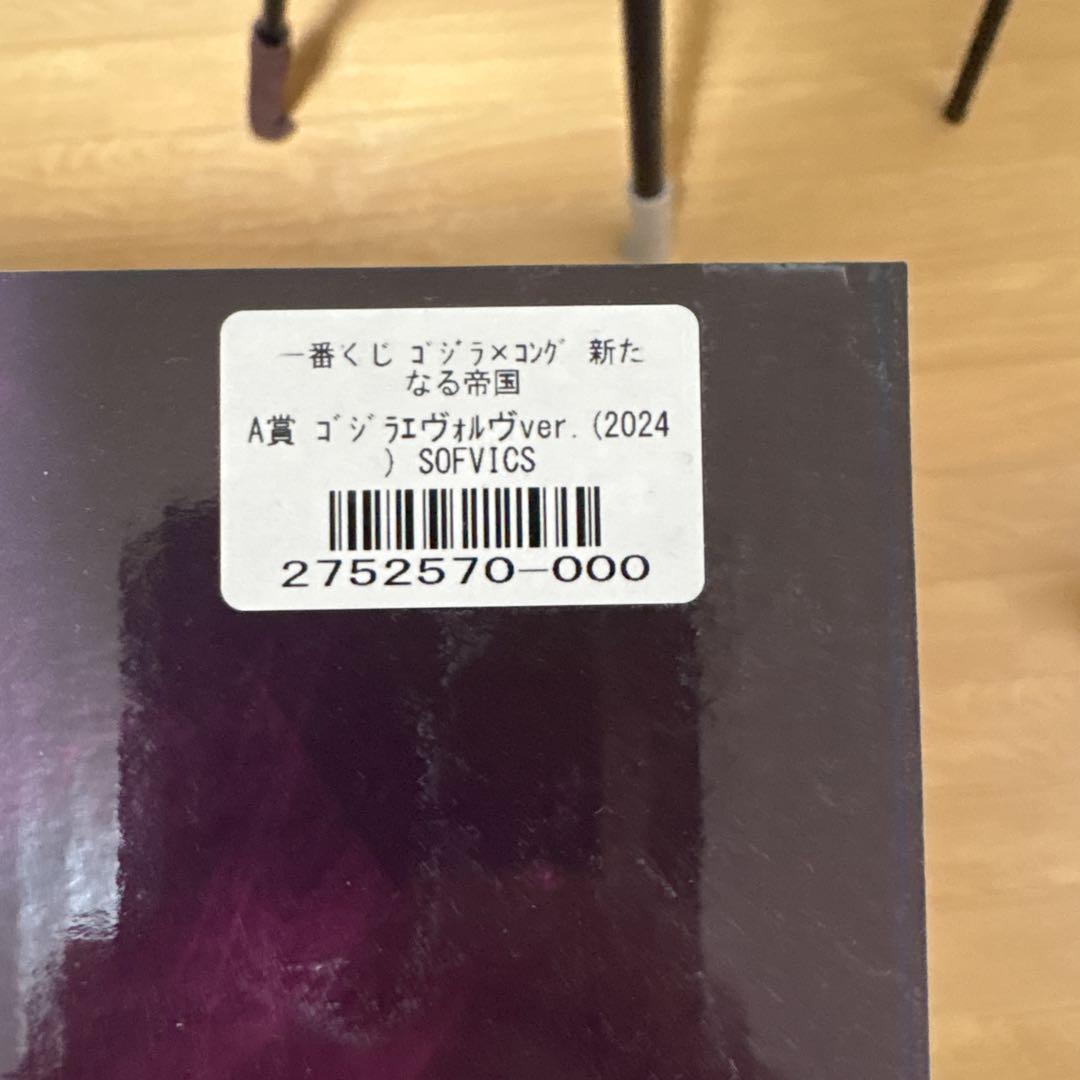 一番くじ ｺﾞｼﾞﾗ×ｺﾝｸﾞ 新た
なる帝国
A賞 ｺﾞｼﾞﾗｴヴｫﾙヴver.(2024
) SOFVICS
2752570-000